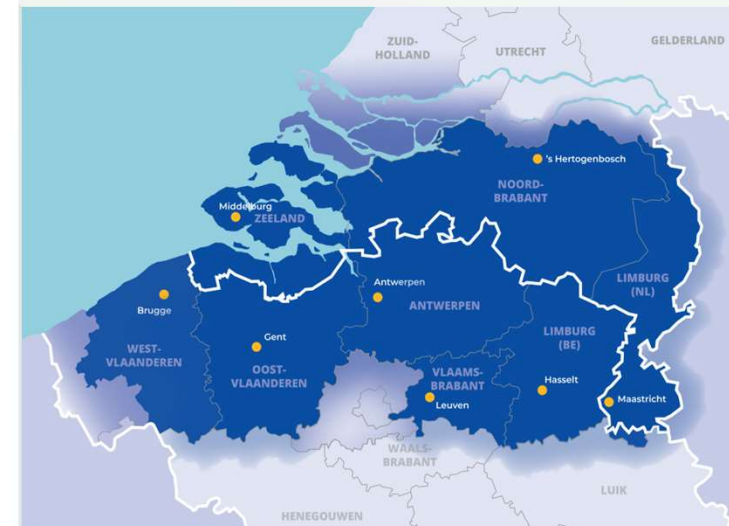 ZUID-
HOLLAND
UTRECHT
GELDERLAND
's Hertogenbosch
NOORD-
BRABANT
Middelburg
ZEELAND
LIMBURG
(NL)
Antwerpen
ANTWERPEN
Brugge
LIMBURG
(BE)
Gent
WEST-
VLAANDEREN
OOST-
VLAANDEREN
VLAAMS-
BRABANT
Hasselt
Leuven
Maastricht
WAALS-
BRABANT
LUIK
HENEGOUWEN